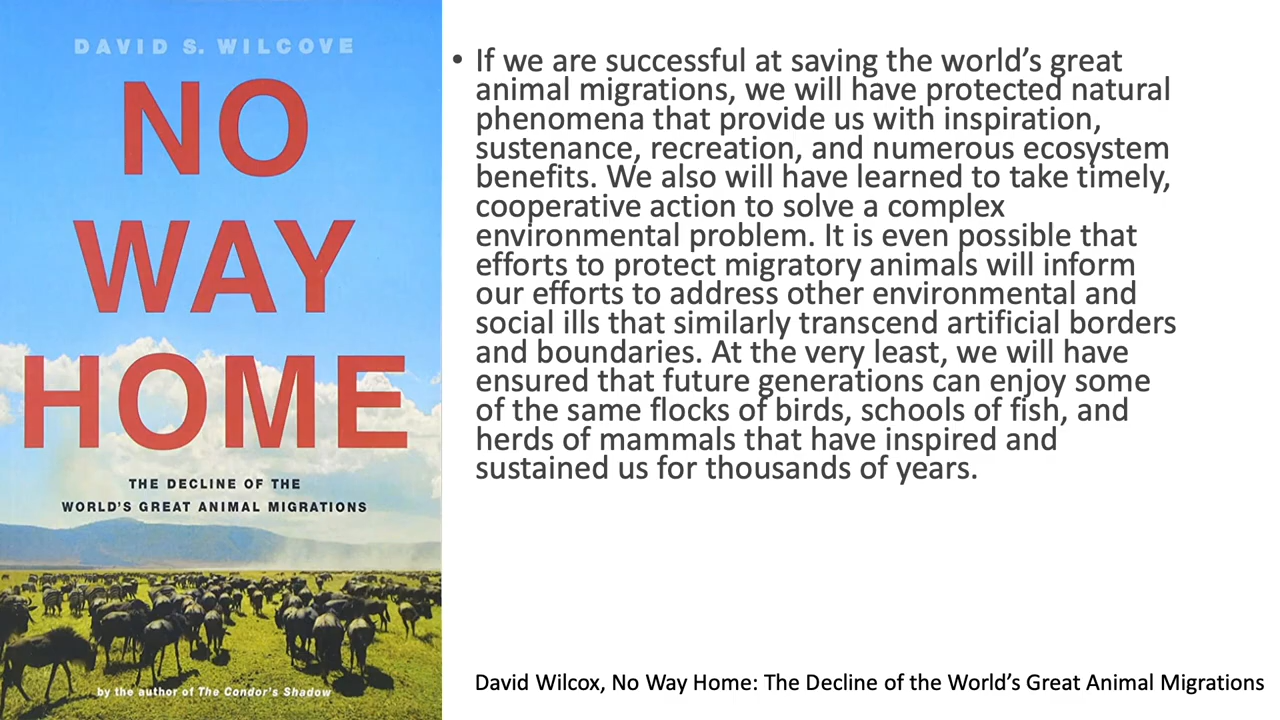 DAVID S. WILCOVE
NO
WAY
HOME
THE DECLINE OF THE
WORLD'S GREAT ANIMAL MIGRATIONS
by the author of The Condor's Shadow
• If we are successful at saving the world’s great
animal migrations, we will have protected natural
phenomena that provide us with inspiration,
sustenance, recreation, and numerous ecosystem
benefits. We also will have learned to take timely,
cooperative action to solve a complex
environmental problem. It is even possible that
efforts to protect migratory animals will inform
our efforts to address other environmental and
social ills that similarly transcend artificial borders
and boundaries. At the very least, we will have
ensured that future generations can enjoy some
of the same flocks of birds, schools of fish, and
herds of mammals that have inspired and
sustained us for thousands of years.
David Wilcox, No Way Home: The Decline of the World’s Great Animal Migrations